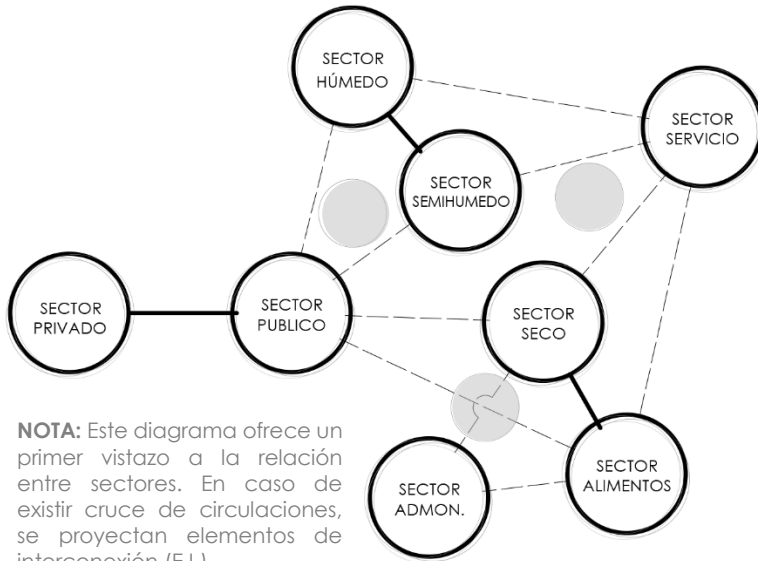 SECTOR
HÚMEDO
SECTOR
SERVICIO
SECTOR
SEMIHUMEDO
SECTOR
PRIVADO
SECTOR
PUBLICO
SECTOR
SECO
NOTA: Este diagrama ofrece un
primer vistazo a la relación
entre sectores. En caso de
existir cruce de circulaciones,
se proyectan elementos de
interconexión (E.I.)
SECTOR
ADMON.
SECTOR
ALIMENTOS